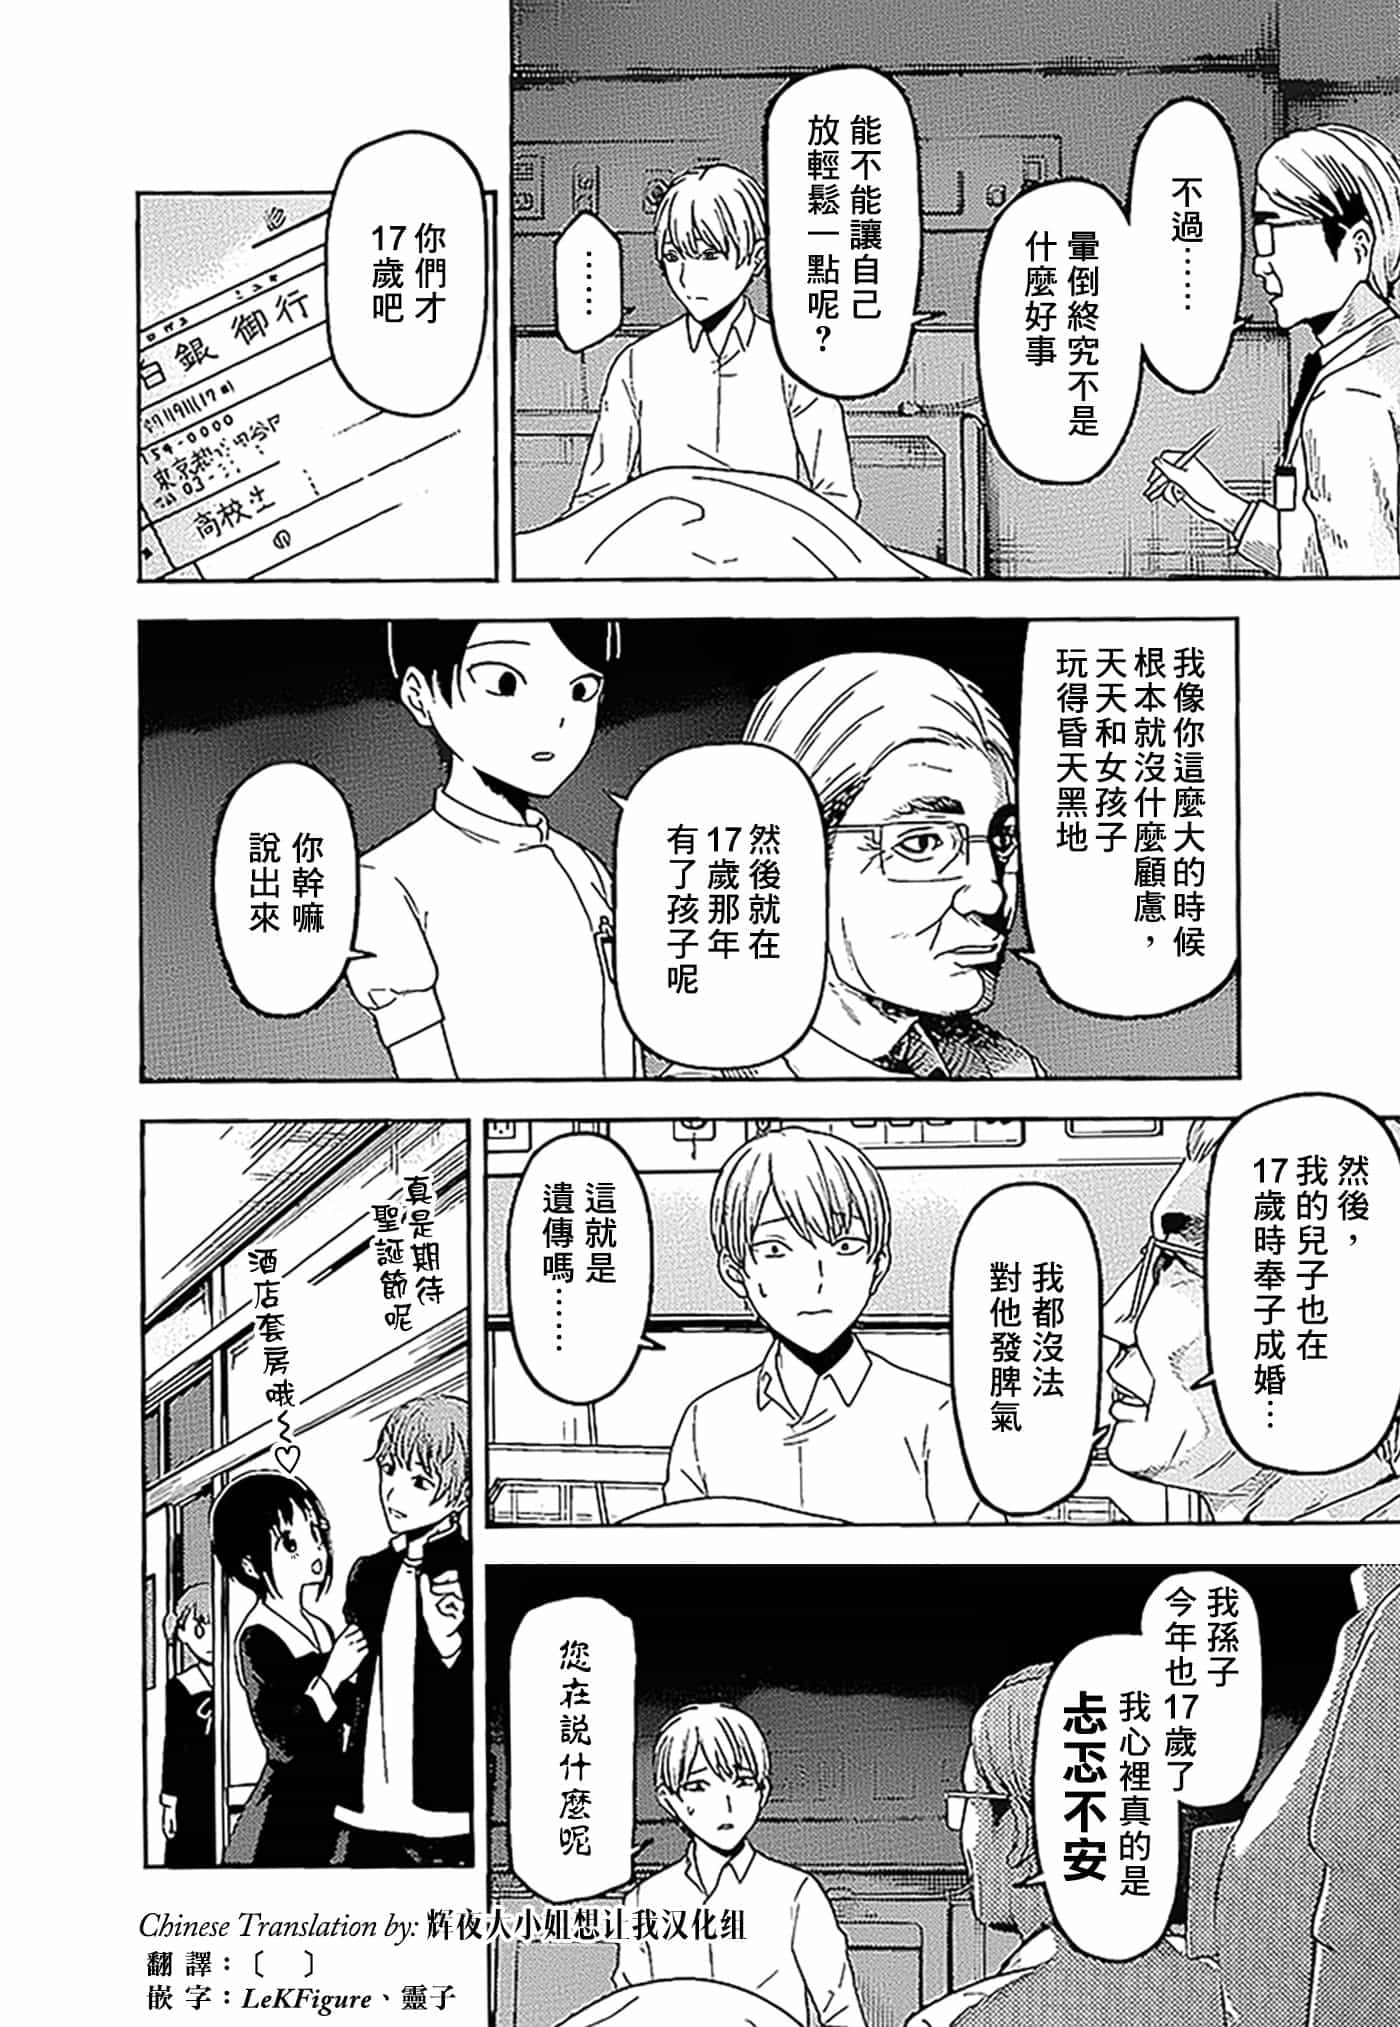 不過……
暈倒終究不是
什麼好事
能不能讓自己
放輕鬆一點呢？
……
你們才
17歲吧
白銀 御行
159-0000
高校生
我像你這麼大的時候
根本就沒什麼顧慮，
天天和女孩子
玩得昏天黑地
然後就在
17歲那年
有了孩子呢
你幹嘛
說出來
然後，
我的兒子也在
17歲時奉子成婚…
我都沒法
對他發脾氣
這就是
遺傳嗎……
我孫子
今年也17歲了
我心裡真的是
忐忑不安
您在説什麼呢
真是期待
聖誕節呢
酒店套房哦～♡
Chinese Translation by: 辉夜大小姐想让我汉化组
翻 譯：〔 〕
嵌 字：LeKFigure、靈子